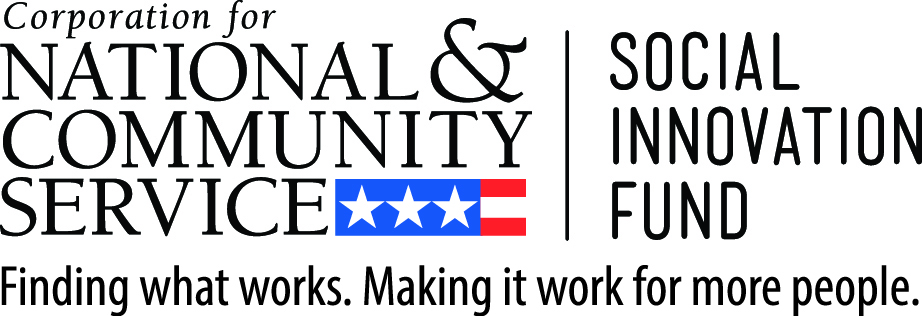 Corporation for
NATIONAL &
COMMUNITY
SERVICE
SOCIAL
INNOVATION
FUND
Finding what works. Making it work for more people.